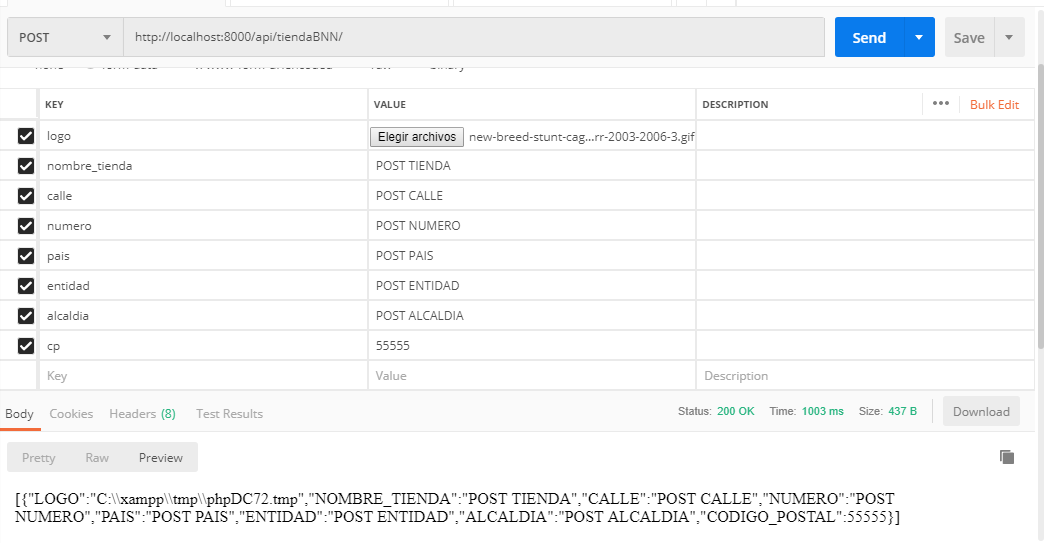 POST http://localhost:8000/api/tiendaBNN/ Send Save
KEY VALUE DESCRIPTION ••• Bulk Edit
logo Elegir archivos new-breed-stunt-cag...rr-2003-2006-3.gif
nombre_tienda POST TIENDA
calle POST CALLE
numero POST NUMERO
pais POST PAIS
entidad POST ENTIDAD
alcaldia POST ALCALDIA
cp 55555
Key Value Description
Body Cookies Headers (8) Test Results Status: 200 OK Time: 1003 ms Size: 437 B Download
Pretty Raw Preview
[{"LOGO":"C:\\xampp\\tmp\\phpDC72.tmp","NOMBRE_TIENDA":"POST TIENDA","CALLE":"POST CALLE","NUMERO":"POST
NUMERO","PAIS":"POST PAIS","ENTIDAD":"POST ENTIDAD","ALCALDIA":"POST ALCALDIA","CODIGO_POSTAL":55555}]